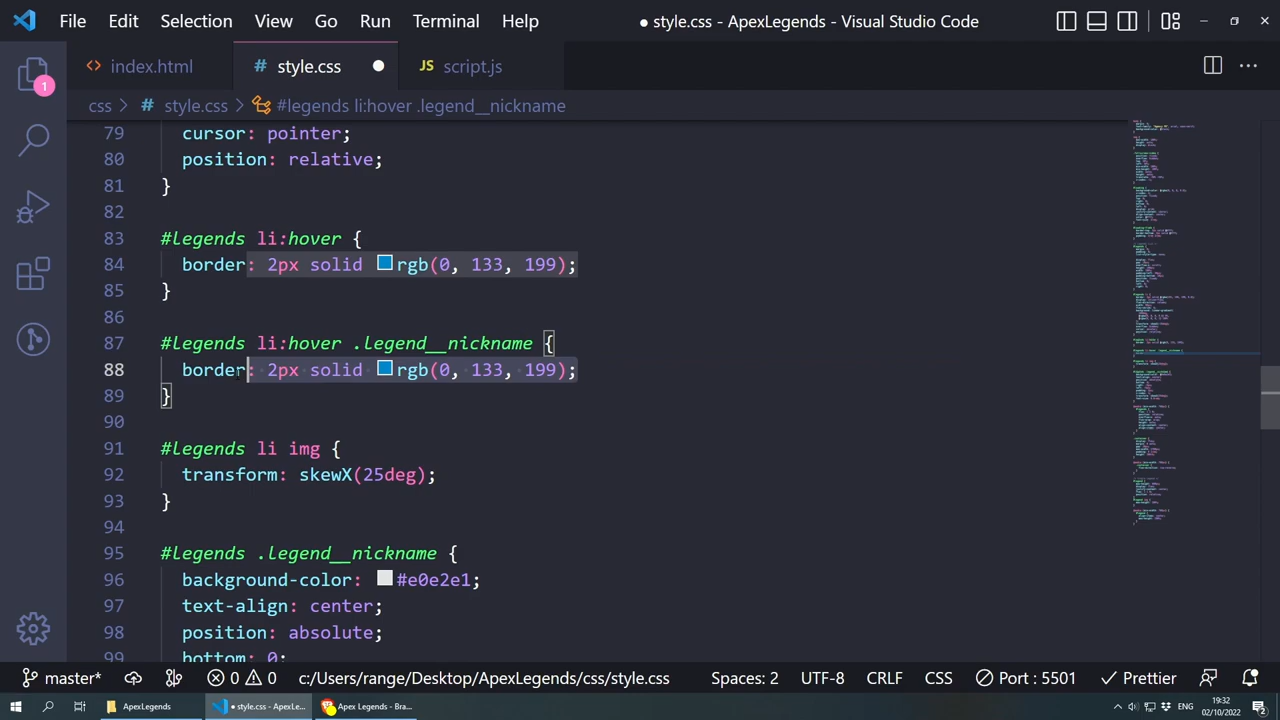 File Edit Selection View Go Run Terminal Help ● style.css - ApexLegends - Visual Studio Code
<> index.html # style.css ● JS script.js
1
css > # style.css > #legends li:hover .legend__nickname
79 cursor: pointer;
80 position: relative;
81 }
82
83 #legends li:hover {
84 border: 2px solid rgb(0, 133, 199);
85 }
86
87 #legends li:hover .legend__nickname {
88 border: 2px solid rgb(0, 133, 199);
89 }
90
91 #legends li img {
92 transform: skewX(25deg);
93 }
94
95 #legends .legend__nickname {
96 background-color: #e0e2e1;
97 text-align: center;
98 position: absolute;
99 bottom: 0;
master* 0 0 c:/Users/range/Desktop/ApexLegends/css/style.css Spaces: 2 UTF-8 CRLF CSS Port : 5501 Prettier
ApexLegends ● style.css - ApexLe... Apex Legends - Bra... ENG 19:32
02/10/2022 2